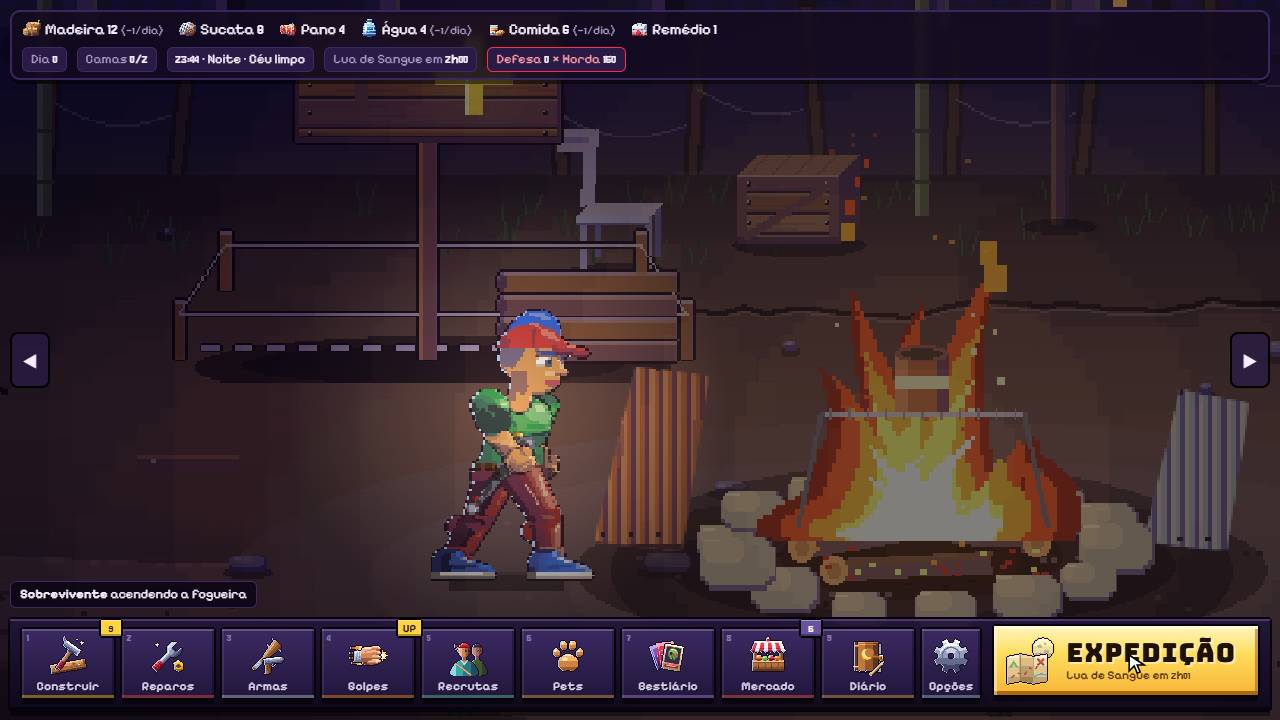 Madeira 12 (-1/dia) Sucata 8 Pano 4 Água 4 (-1/dia) Comida 6 (-1/dia) Remédio 1
Dia 0 Camas 0/2 23:44 · Noite · Céu limpo Lua de Sangue em 2h00 Defesa 0 × Horda 160
Sobrevivente acendendo a fogueira
9 UP 6
1 2 3 4 5 6 7 8 9
Construir Reparos Armas Golpes Recrutas Pets Bestiário Mercado Diário Opções
EXPEDIÇÃO
Lua de Sangue em 2h01